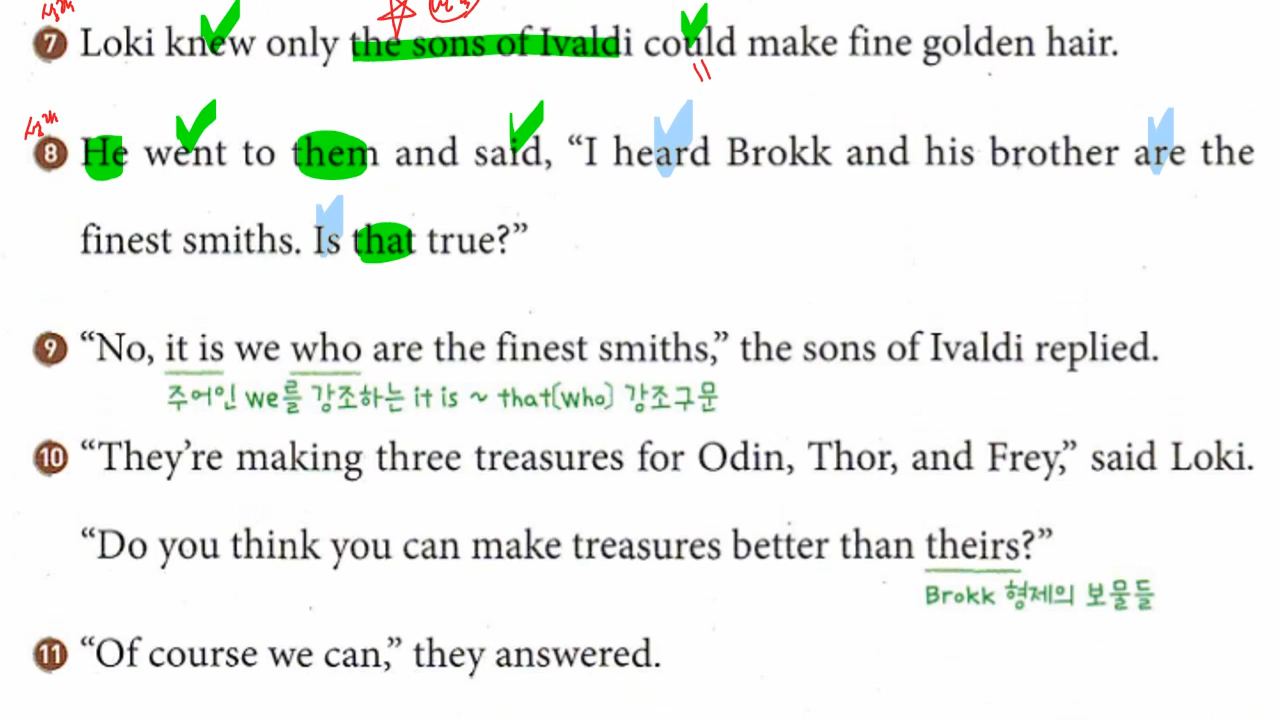 7 Loki knew only the sons of Ivaldi could make fine golden hair.
8 He went to them and said, “I heard Brokk and his brother are the
finest smiths. Is that true?”
9 “No, it is we who are the finest smiths,” the sons of Ivaldi replied.
주어인 we를 강조하는 it is ~ that(who) 강조구문
10 “They’re making three treasures for Odin, Thor, and Frey,” said Loki.
“Do you think you can make treasures better than theirs?”
Brokk 형제의 보물들
11 “Of course we can,” they answered.